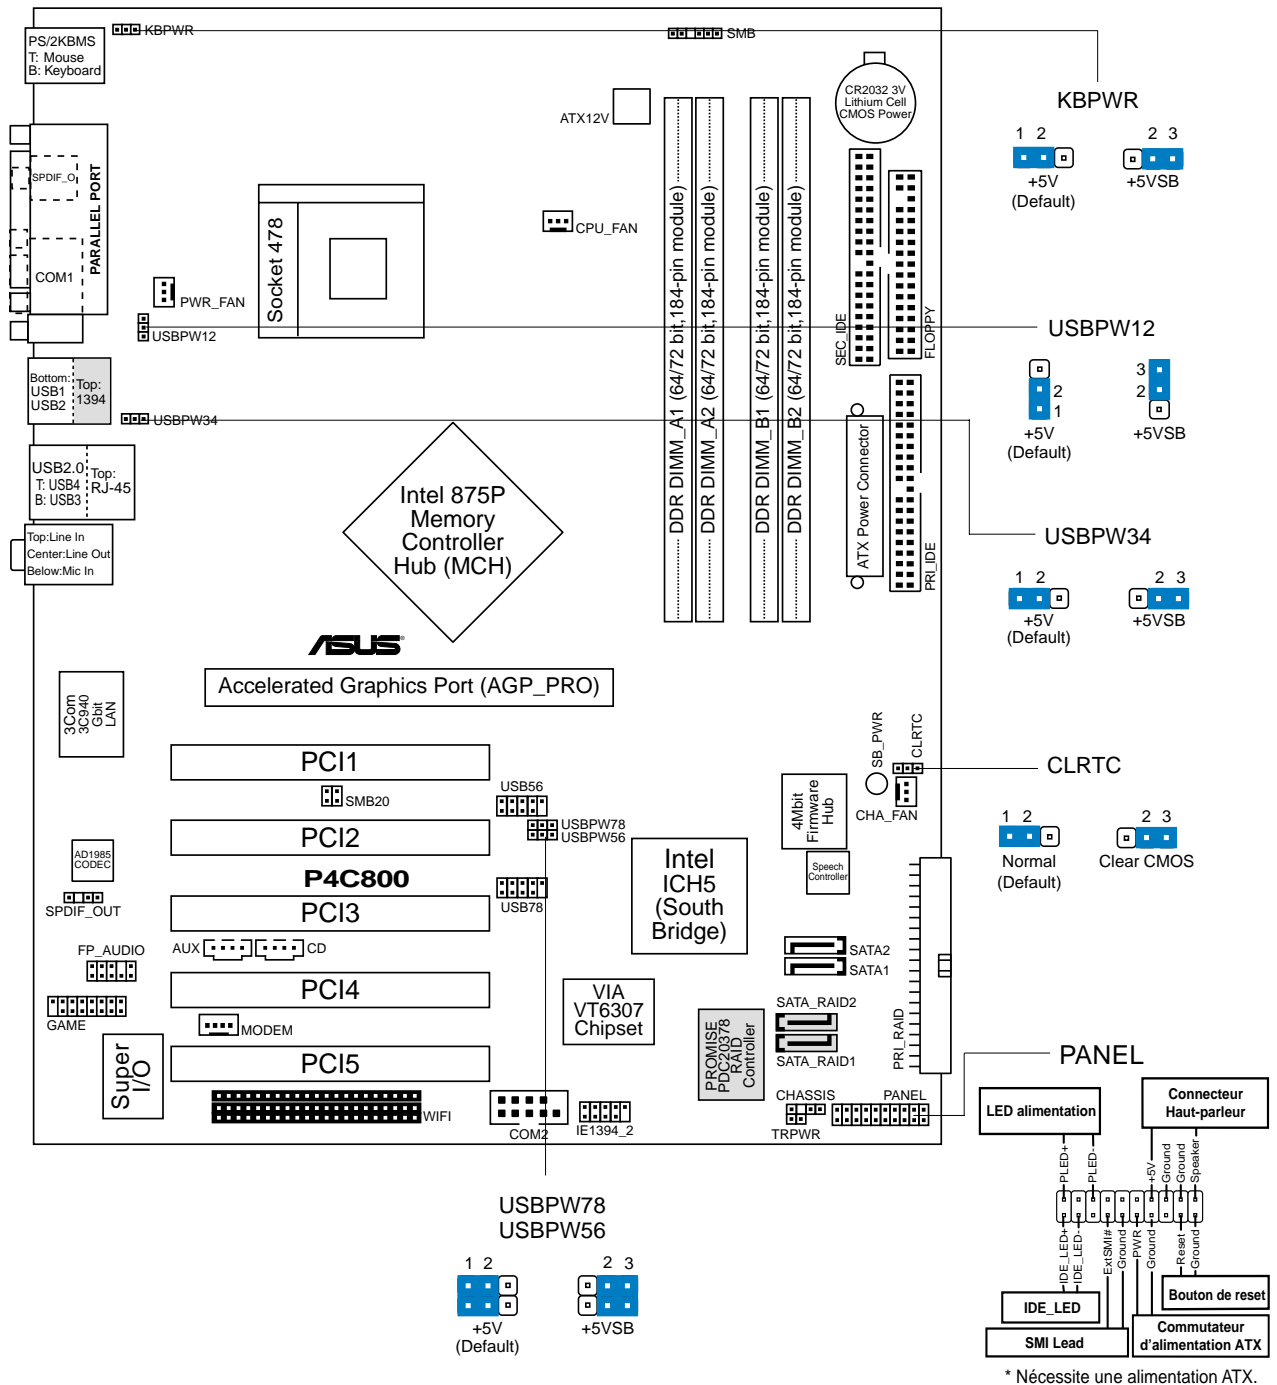 PS/2KBMS
T: Mouse
B: Keyboard
KBPWR
SMB
CR2032 3V
Lithium Cell
CMOS Power
ATX12V
KBPWR
1 2
2 3
+5V
(Default)
+5VSB
SPDIF_O
PARALLEL PORT
COM1
Socket 478
CPU_FAN
PWR_FAN
USBPW12
DDR DIMM_A1 (64/72 bit,184-pin module)
DDR DIMM_A2 (64/72 bit,184-pin module)
DDR DIMM_B1 (64/72 bit,184-pin module)
DDR DIMM_B2 (64/72 bit,184-pin module)
SEC_IDE
FLOPPY
USBPW12
2
1
+5V
(Default)
3
2
+5VSB
Bottom:
USB1
USB2
Top:
1394
USBPW34
USB2.0
T: USB4
B: USB3
Top:
RJ-45
Top:Line In
Center:Line Out
Below:Mic In
Intel 875P
Memory
Controller
Hub (MCH)
ATX Power Connector
PRI_IDE
USBPW34
1 2
2 3
+5V
(Default)
+5VSB
ASUS
®
Accelerated Graphics Port (AGP_PRO)
3Com
3C940
Gbit
LAN
PCI1
SMB20
USB56
USBPW78
USBPW56
PCI2
P4C800
AD1985
CODEC
SPDIF_OUT
PCI3
USB78
AUX
CD
FP_AUDIO
GAME
PCI4
MODEM
Super
I/O
PCI5
WIFI
COM2
IE1394_2
SB_PWR
CLRTC
4Mbit
Firmware
Hub
CHA_FAN
Speech
Controller
Intel
ICH5
(South
Bridge)
SATA2
SATA1
VIA
VT6307
Chipset
SATA_RAID2
SATA_RAID1
PROMISE
PDC20378
RAID
Controller
PRI_RAID
CHASSIS
PANEL
TRPWR
CLRTC
1 2
2 3
Normal
(Default)
Clear CMOS
PANEL
LED alimentation
Connecteur
Haut-parleur
PLED+
PLED-
+5V
Ground
Ground
Speaker
IDE_LED+
IDE_LED-
ExtSMI#
Ground
PWR
Ground
Reset
Ground
IDE_LED
Bouton de reset
SMI Lead
Commutateur
d'alimentation ATX
* Nécessite une alimentation ATX.
USBPW78
USBPW56
1 2
2 3
+5V
(Default)
+5VSB